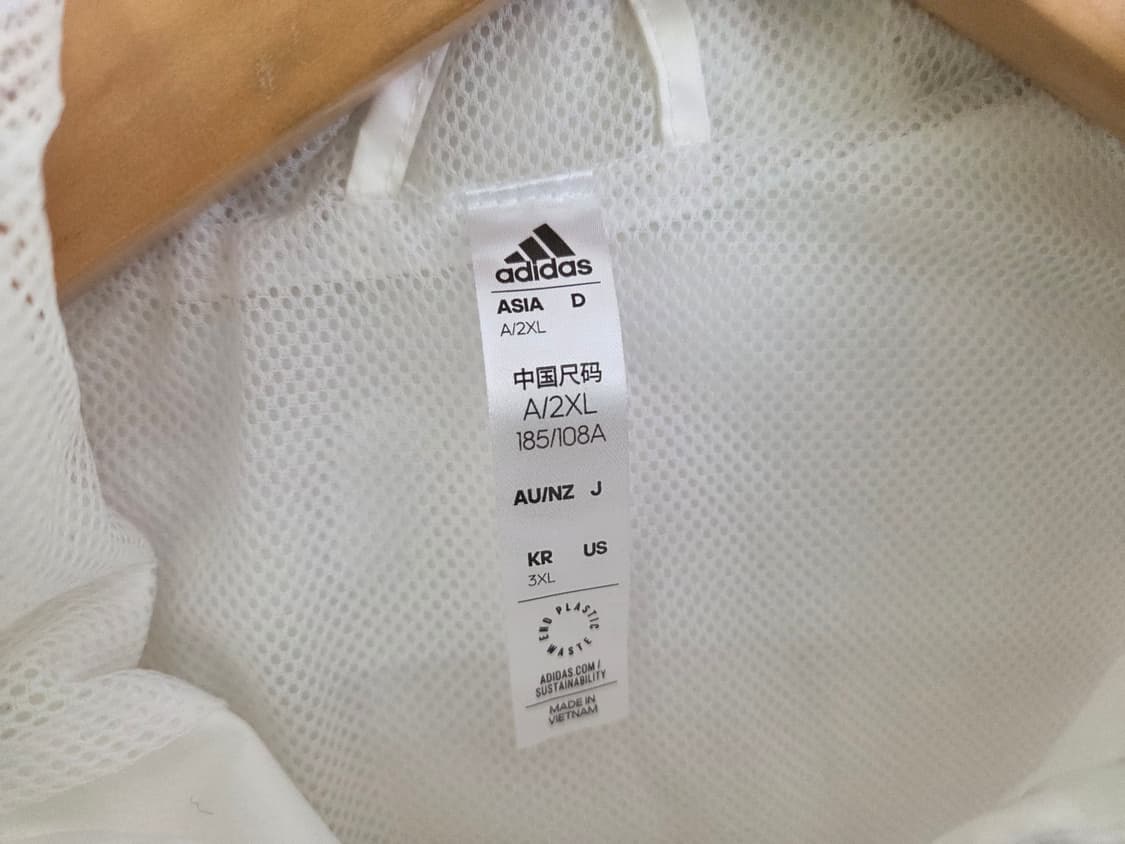 adidas
ASIA D
A/2XL
中国尺码
A/2XL
185/108A
AU/NZ J
KR US
3XL
END PLASTIC WASTE
ADIDAS.COM/
SUSTAINABILITY
MADE IN
VIETNAM